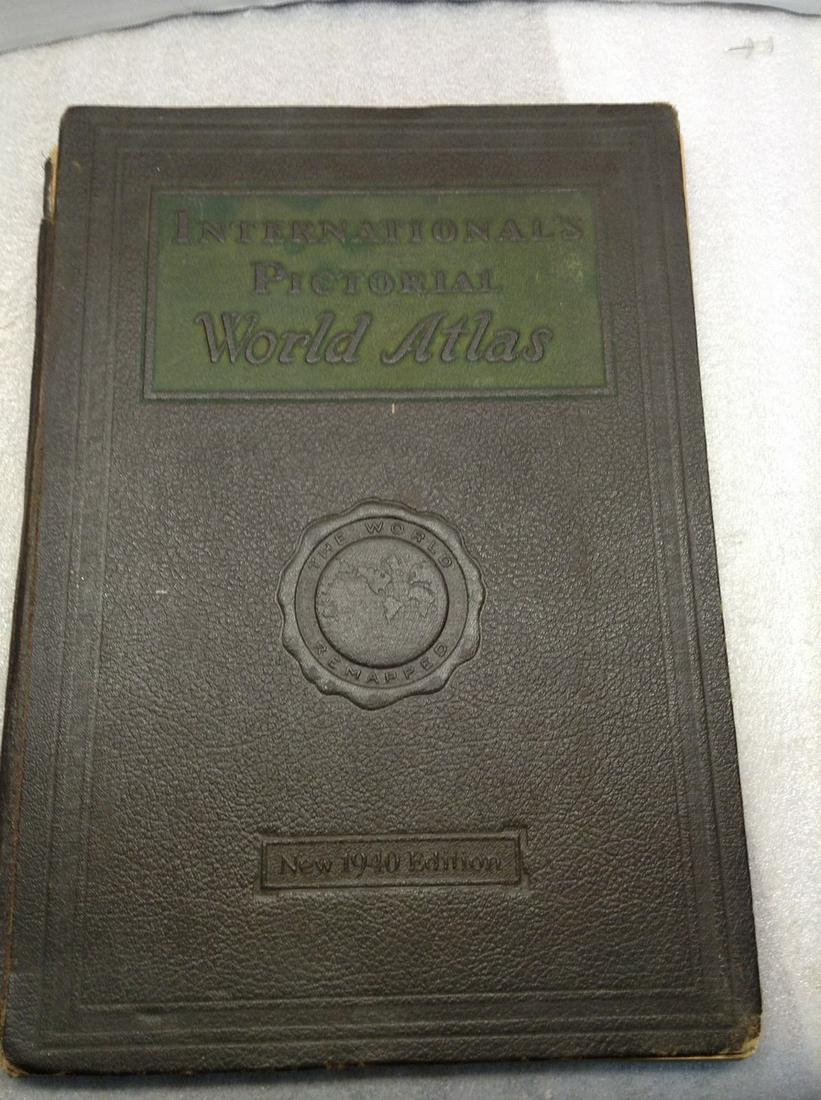 INTERNATIONAL'S
PICTORIAL
World Atlas
THE WORLD
REMAPPED
New 1940 Edition